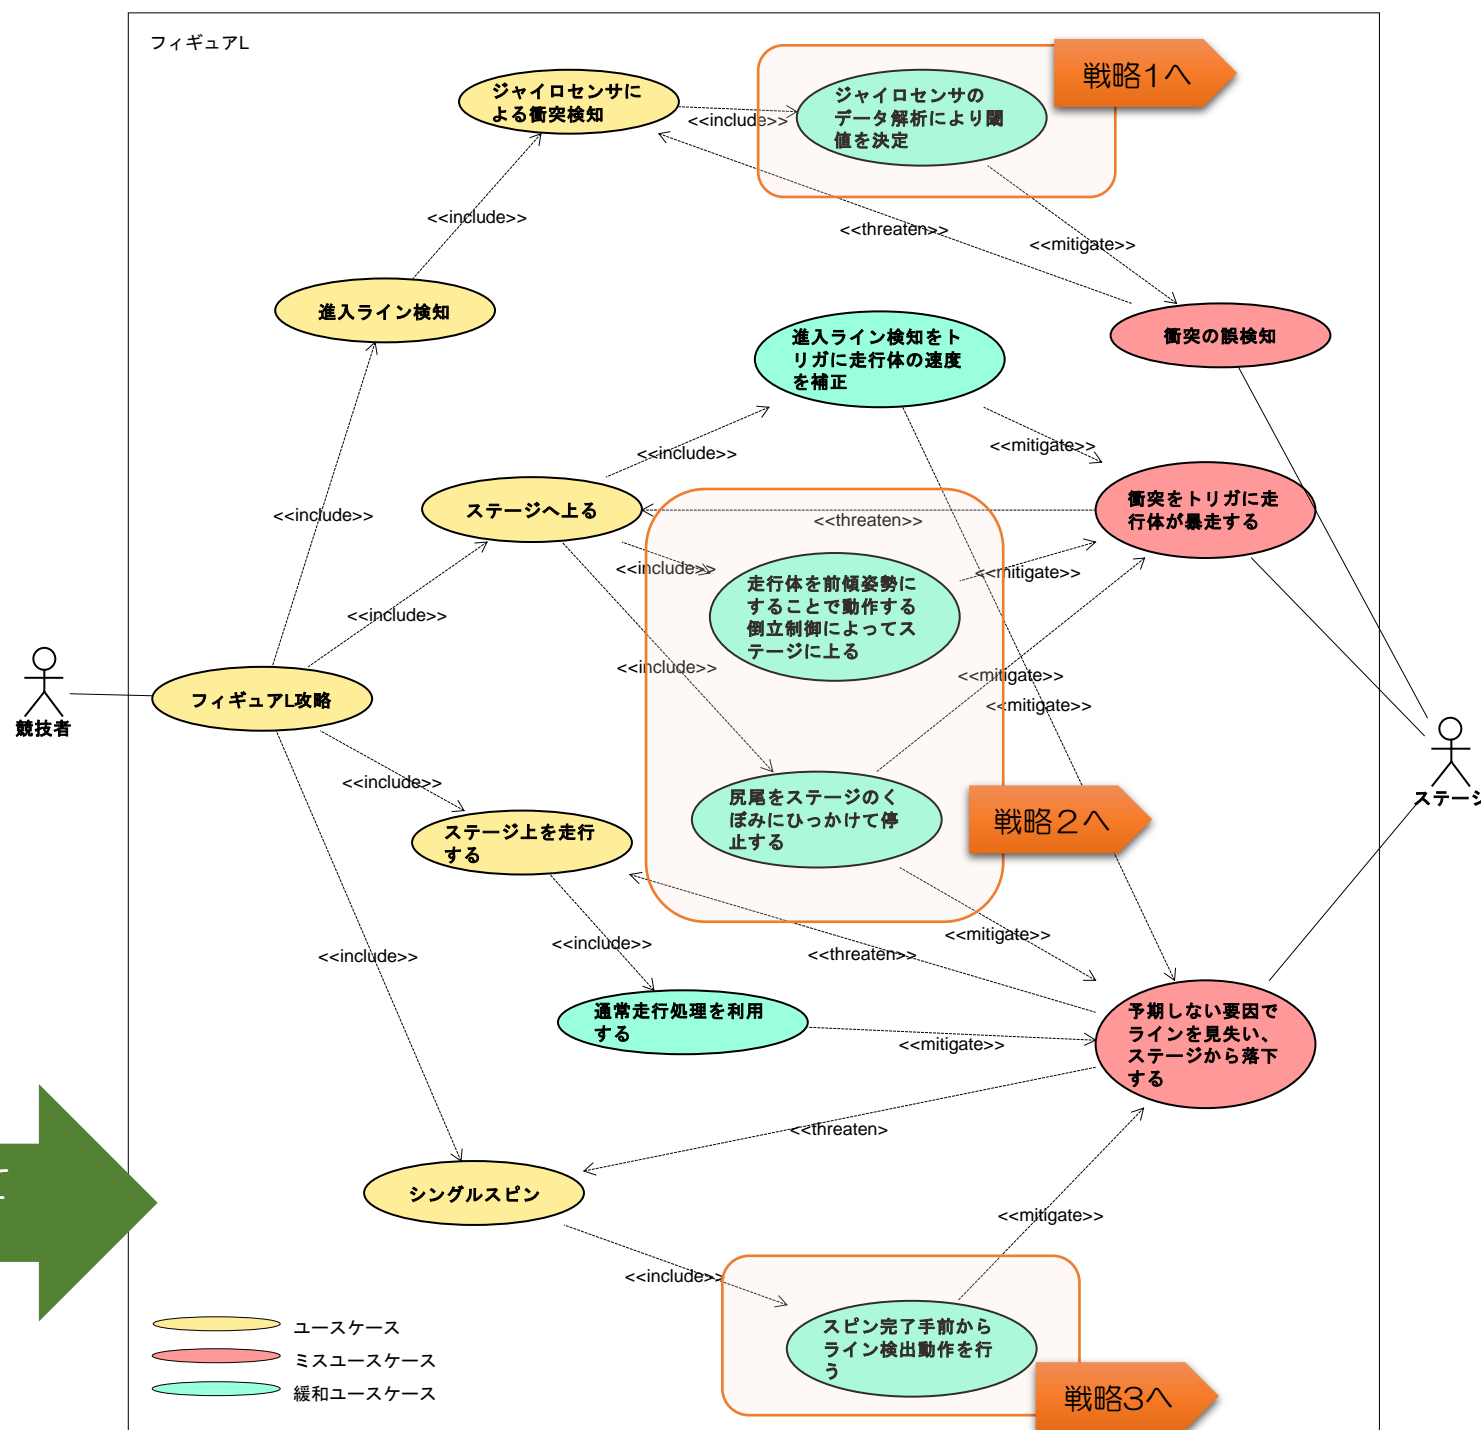 フィギュアL
戦略1へ
ジャイロセンサに
よる衝突検知
<<include>>
ジャイロセンサの
データ解析により閾
値を決定
<<include>>
<<threaten>>
<<mitigate>>
進入ライン検知
進入ライン検知をト
リガに走行体の速度
を補正
衝突の誤検知
<<include>>
<<mitigate>>
<<include>>
ステージへ上る
<<threaten>>
衝突をトリガに走
行体が暴走する
<<include>>
<<mitigate>>
走行体を前傾姿勢に
することで動作する
倒立制御によってス
テージに上る
<<include>>
<<include>>
<<mitigate>>
<<mitigate>>
フィギュアL攻略
競技者
ステージ
<<include>>
尻尾をステージのく
ぼみにひっかけて停
止する
戦略２へ
ステージ上を走行
する
<<include>>
<<mitigate>>
<<include>>
<<threaten>>
通常走行処理を利用
する
<<mitigate>>
予期しない要因で
ラインを見失い、
ステージから落下
する
<<threaten>
シングルスピン
<<mitigate>>
<<include>>
スピン完了手前から
ライン検出動作を行
う
戦略3へ
ユースケース
ミスユースケース
緩和ユースケース